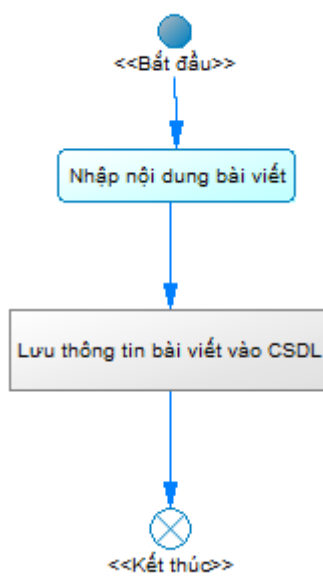 <<Bắt đầu>>
Nhập nội dung bài viết
Lưu thông tin bài viết vào CSDL
<<Kết thúc>>